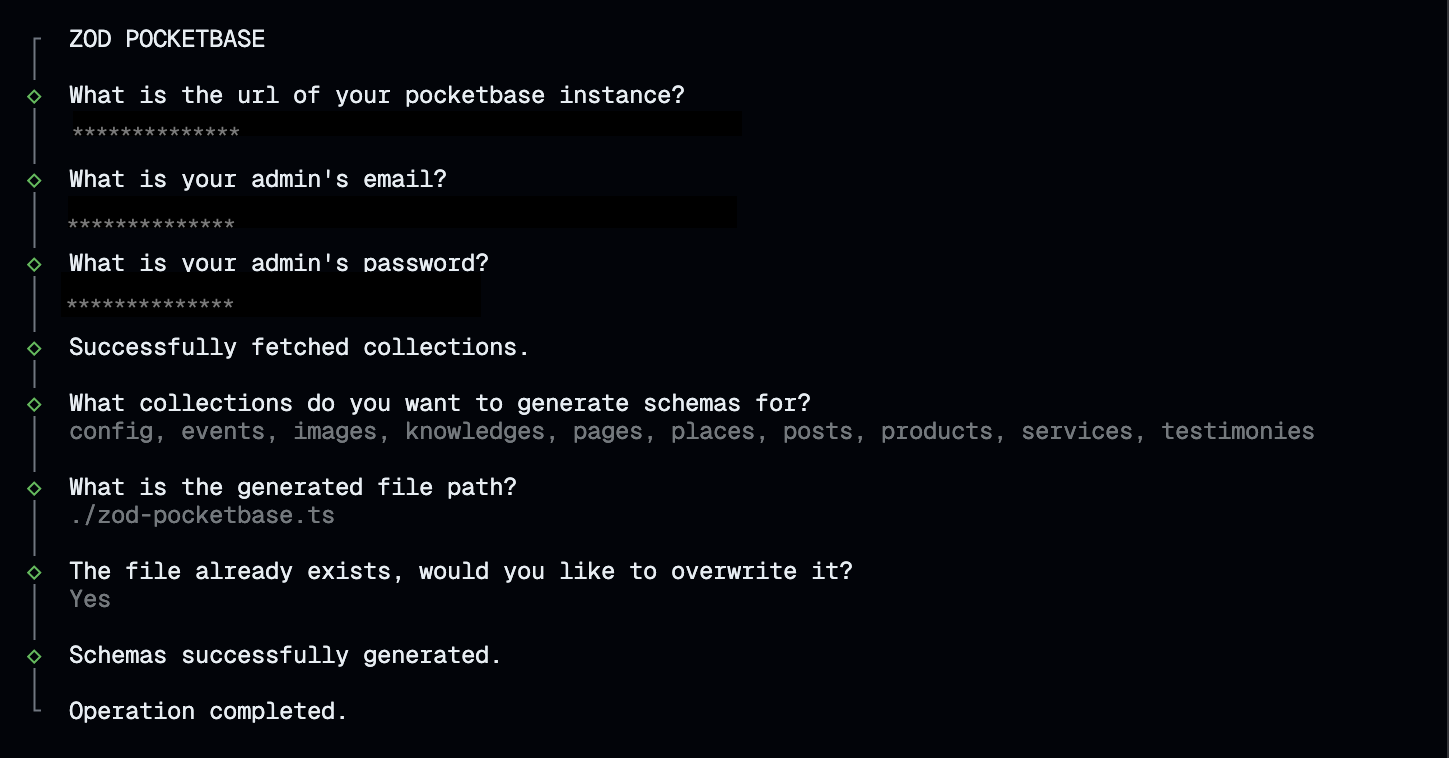 ZOD POCKETBASE
What is the url of your pocketbase instance?
**************
What is your admin's email?
**************
What is your admin's password?
**************
Successfully fetched collections.
What collections do you want to generate schemas for?
config, events, images, knowledges, pages, places, posts, products, services, testimonies
What is the generated file path?
./zod-pocketbase.ts
The file already exists, would you like to overwrite it?
Yes
Schemas successfully generated.
Operation completed.